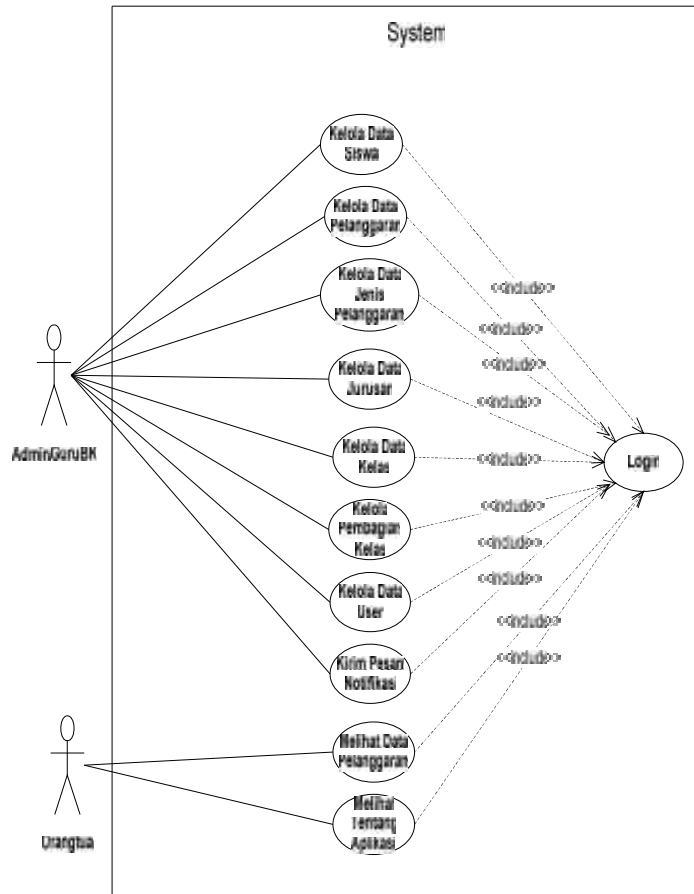 System
Kelola Data
Siswa
Kelola Data
Pelanggaran
Kelola Data
Jenis
Pelanggaran
Kelola Data
Jurusan
Kelola Data
Kelas
Kelola
Pembagian
Kelas
Kelola Data
User
Kirim Pesan
Notifikasi
Melihat Data
Pelanggaran
Melihat
Tentang
Aplikasi
<<include>>
<<include>>
<<include>>
<<include>>
<<include>>
<<include>>
<<include>>
<<include>>
<<include>>
<<include>>
Login
AdminGuruBK
Orangtua